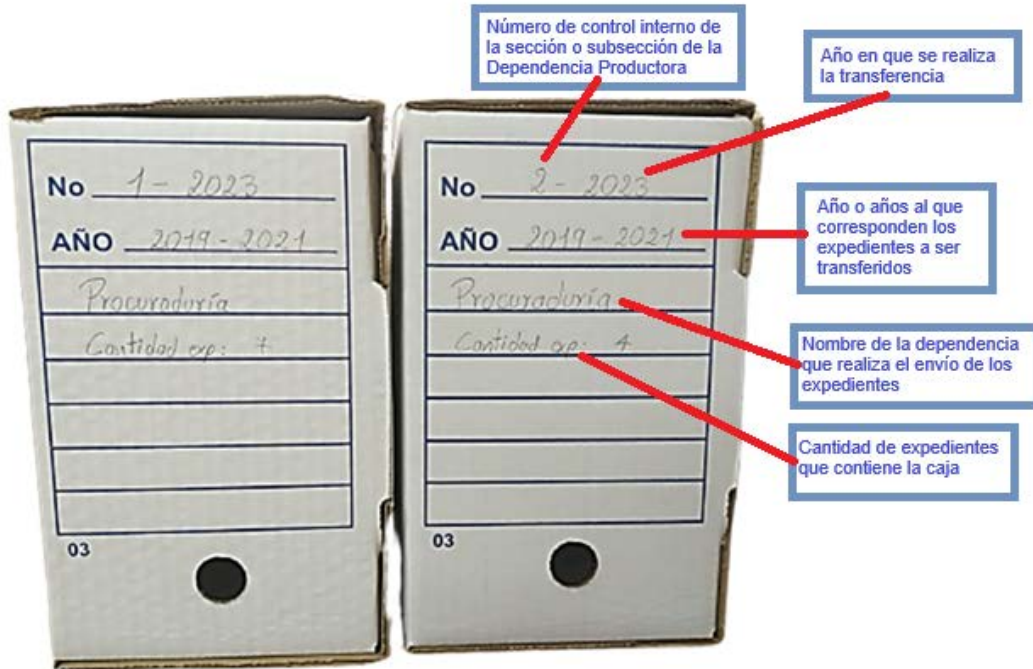 Número de control interno de
la sección o subsección de la
Dependencia Productora
Año en que se realiza
la transferencia
No 1 - 2023
AÑO 2019 - 2021
Procuraduría
Cantidad exp: 7
03
No 2 - 2023
AÑO 2019 - 2021
Procuraduría
Cantidad exp: 4
03
Año o años al que
corresponden los
expedientes a ser
transferidos
Nombre de la dependencia
que realiza el envío de los
expedientes
Cantidad de expedientes
que contiene la caja